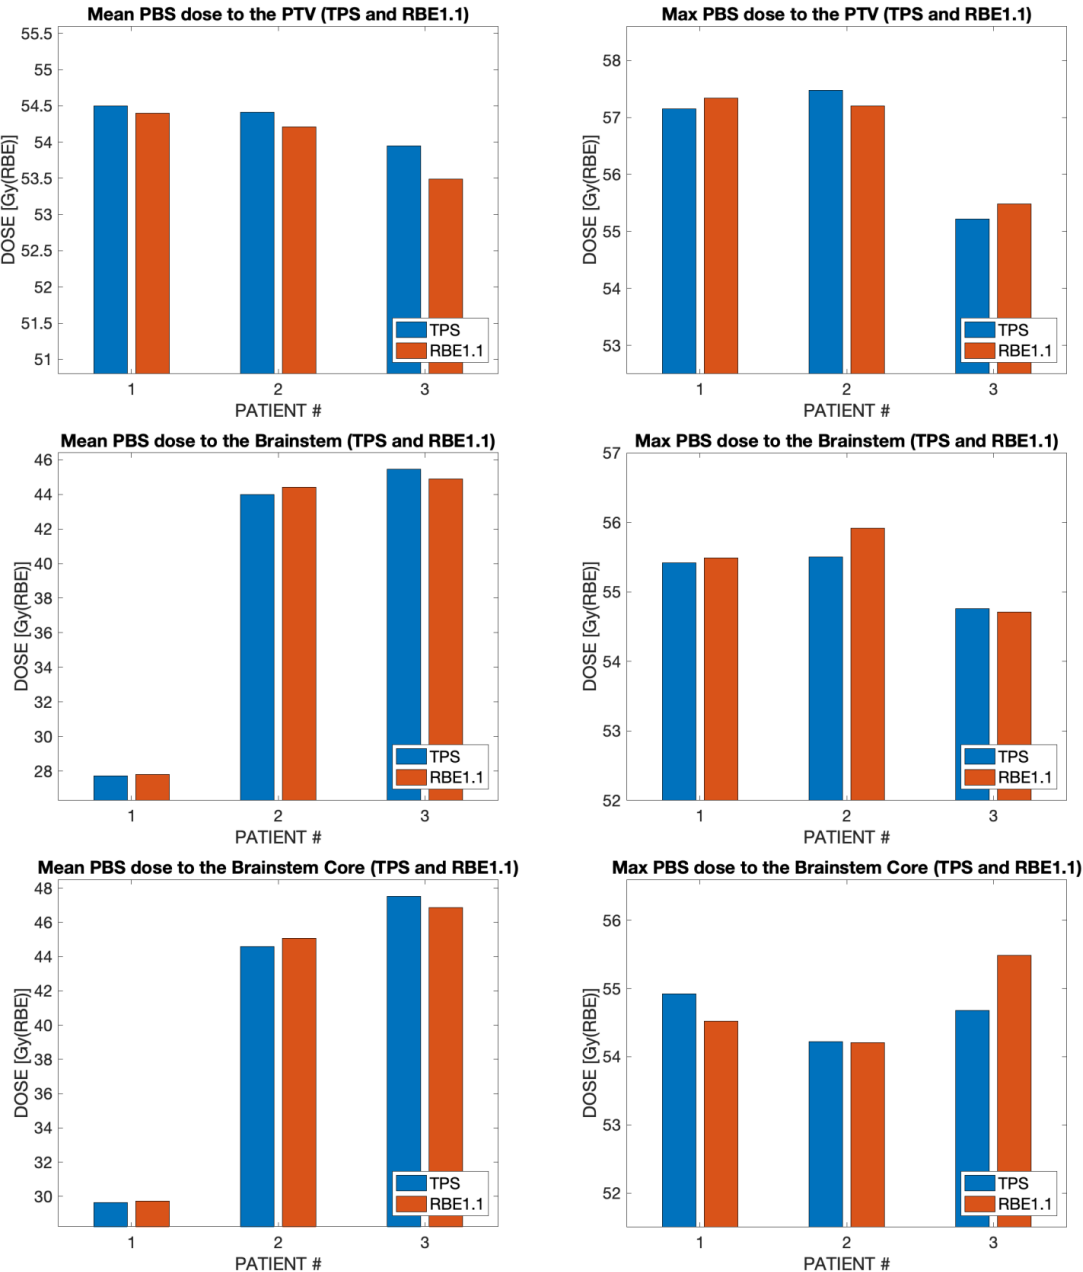 Mean PBS dose to the PTV (TPS and RBE1.1)
55.5
55
54.5
54
53.5
53
52.5
52
51.5
51
DOSE [Gy(RBE)]
TPS
RBE1.1
1 2 3
PATIENT #
Max PBS dose to the PTV (TPS and RBE1.1)
58
57
56
55
54
53
DOSE [Gy(RBE)]
TPS
RBE1.1
1 2 3
PATIENT #
Mean PBS dose to the Brainstem (TPS and RBE1.1)
46
44
42
40
38
36
34
32
30
28
DOSE [Gy(RBE)]
TPS
RBE1.1
1 2 3
PATIENT #
Max PBS dose to the Brainstem (TPS and RBE1.1)
57
56
55
54
53
52
DOSE [Gy(RBE)]
TPS
RBE1.1
1 2 3
PATIENT #
Mean PBS dose to the Brainstem Core (TPS and RBE1.1)
48
46
44
42
40
38
36
34
32
30
DOSE [Gy(RBE)]
TPS
RBE1.1
1 2 3
PATIENT #
Max PBS dose to the Brainstem Core (TPS and RBE1.1)
56
55
54
53
52
DOSE [Gy(RBE)]
TPS
RBE1.1
1 2 3
PATIENT #